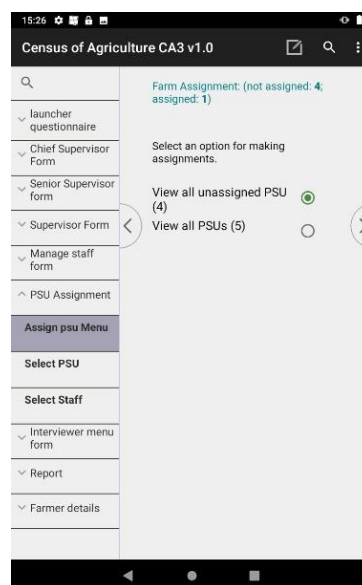 15:26
Census of Agriculture CA3 v1.0
launcher
questionnaire
Chief Supervisor
Form
Senior Supervisor
form
Supervisor Form
Manage staff
form
PSU Assignment
Assign psu Menu
Select PSU
Select Staff
Interviewer menu
form
Report
Farmer details
Farm Assignment: (not assigned: 4;
assigned: 1)
Select an option for making
assignments.
View all unassigned PSU
(4)
View all PSUs (5)